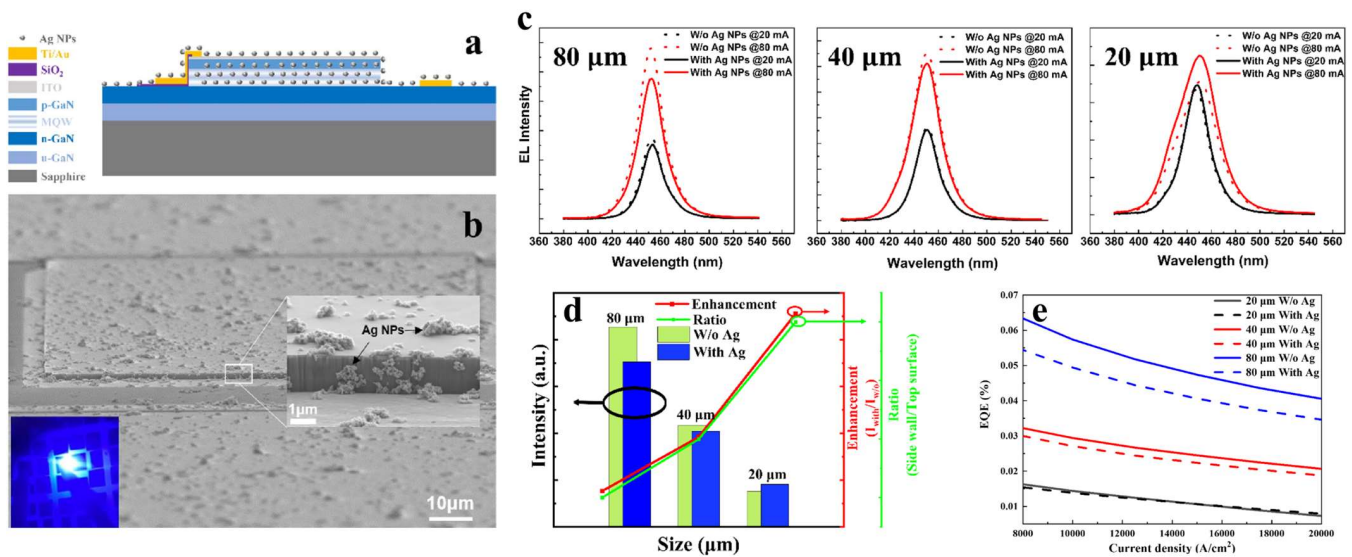 a
Ag NPs
Ti/Au
SiO2
ITO
p-GaN
MQW
n-GaN
u-GaN
Sapphire
b
Ag NPs
1µm
10µm
c
80 µm
W/o Ag NPs @20 mA
W/o Ag NPs @80 mA
With Ag NPs @20 mA
With Ag NPs @80 mA
EL Intensity
360 380 400 420 440 460 480 500 520 540 560
Wavelength (nm)
40 µm
W/o Ag NPs @20 mA
W/o Ag NPs @80 mA
With Ag NPs @20 mA
With Ag NPs @80 mA
360 380 400 420 440 460 480 500 520 540 560
Wavelength (nm)
20 µm
W/o Ag NPs @20 mA
W/o Ag NPs @80 mA
With Ag NPs @20 mA
With Ag NPs @80 mA
360 380 400 420 440 460 480 500 520 540 560
Wavelength (nm)
d
Enhancement
Ratio
W/o Ag
With Ag
80 µm
40 µm
20 µm
Intensity (a.u.)
Size (µm)
Enhancement
(Iwith/Iw/o)
Ratio
(Side wall/Top surface)
e
20 µm W/o Ag
20 µm With Ag
40 µm W/o Ag
40 µm With Ag
80 µm W/o Ag
80 µm With Ag
EQE (%)
0.07
0.06
0.05
0.04
0.03
0.02
0.01
8000 10000 12000 14000 16000 18000 20000
Current density (A/cm2)